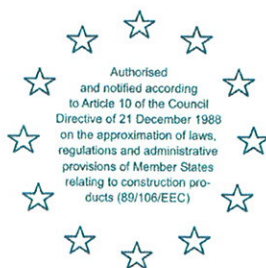 Authorised
and notified according
to Article 10 of the Council
Directive of 21 December 1988
on the approximation of laws,
regulations and administrative
provisions of Member States
relating to construction pro-
ducts (89/106/EEC)